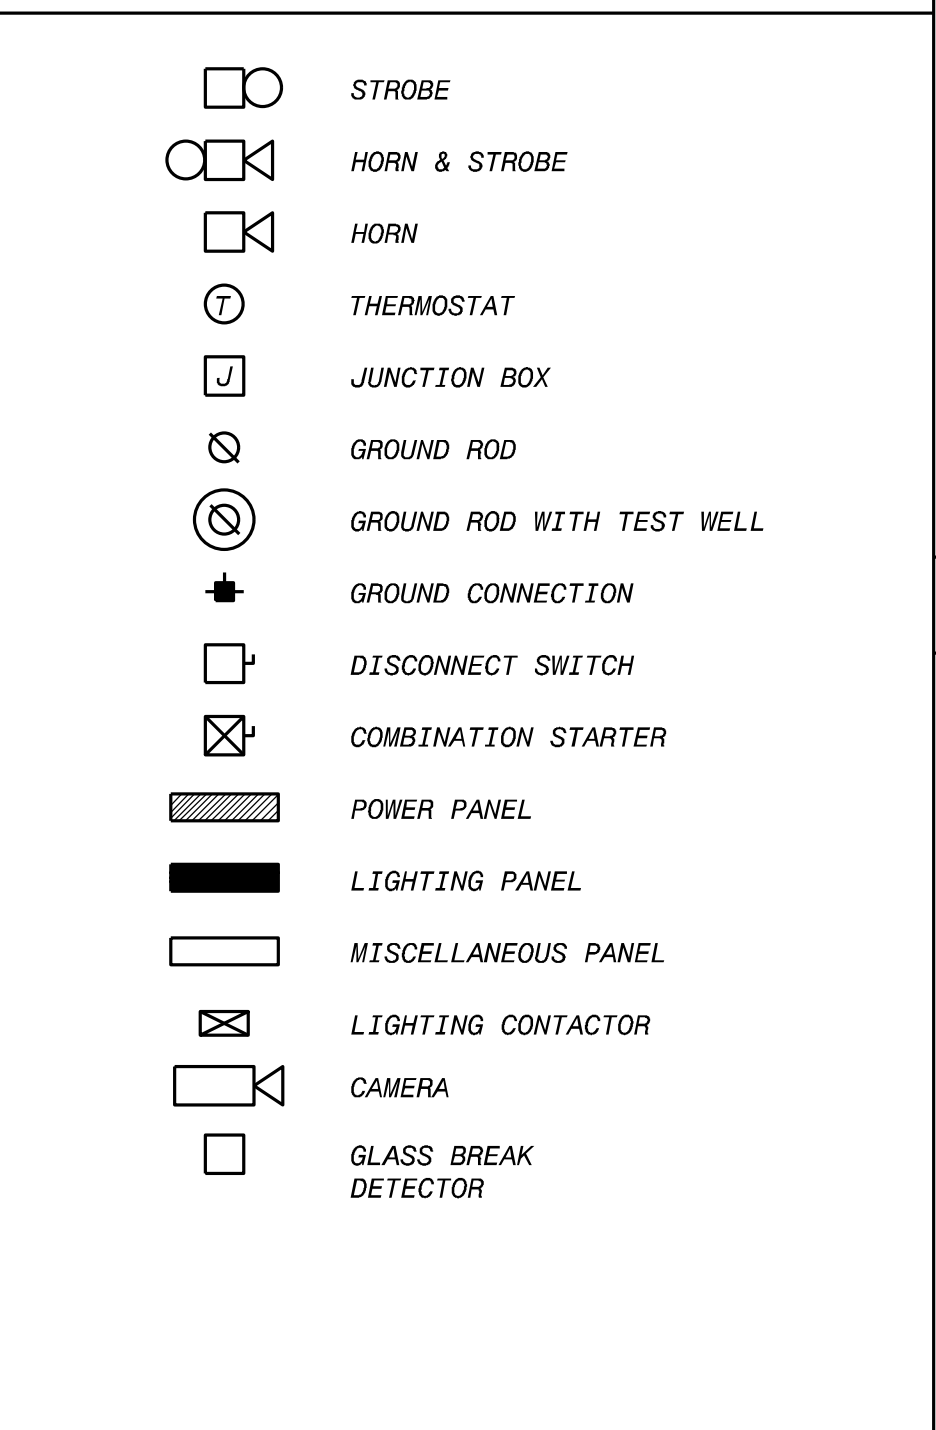 STROBE
HORN & STROBE
HORN
T THERMOSTAT
J JUNCTION BOX
GROUND ROD
GROUND ROD WITH TEST WELL
GROUND CONNECTION
DISCONNECT SWITCH
COMBINATION STARTER
POWER PANEL
LIGHTING PANEL
MISCELLANEOUS PANEL
LIGHTING CONTACTOR
CAMERA
GLASS BREAK
DETECTOR